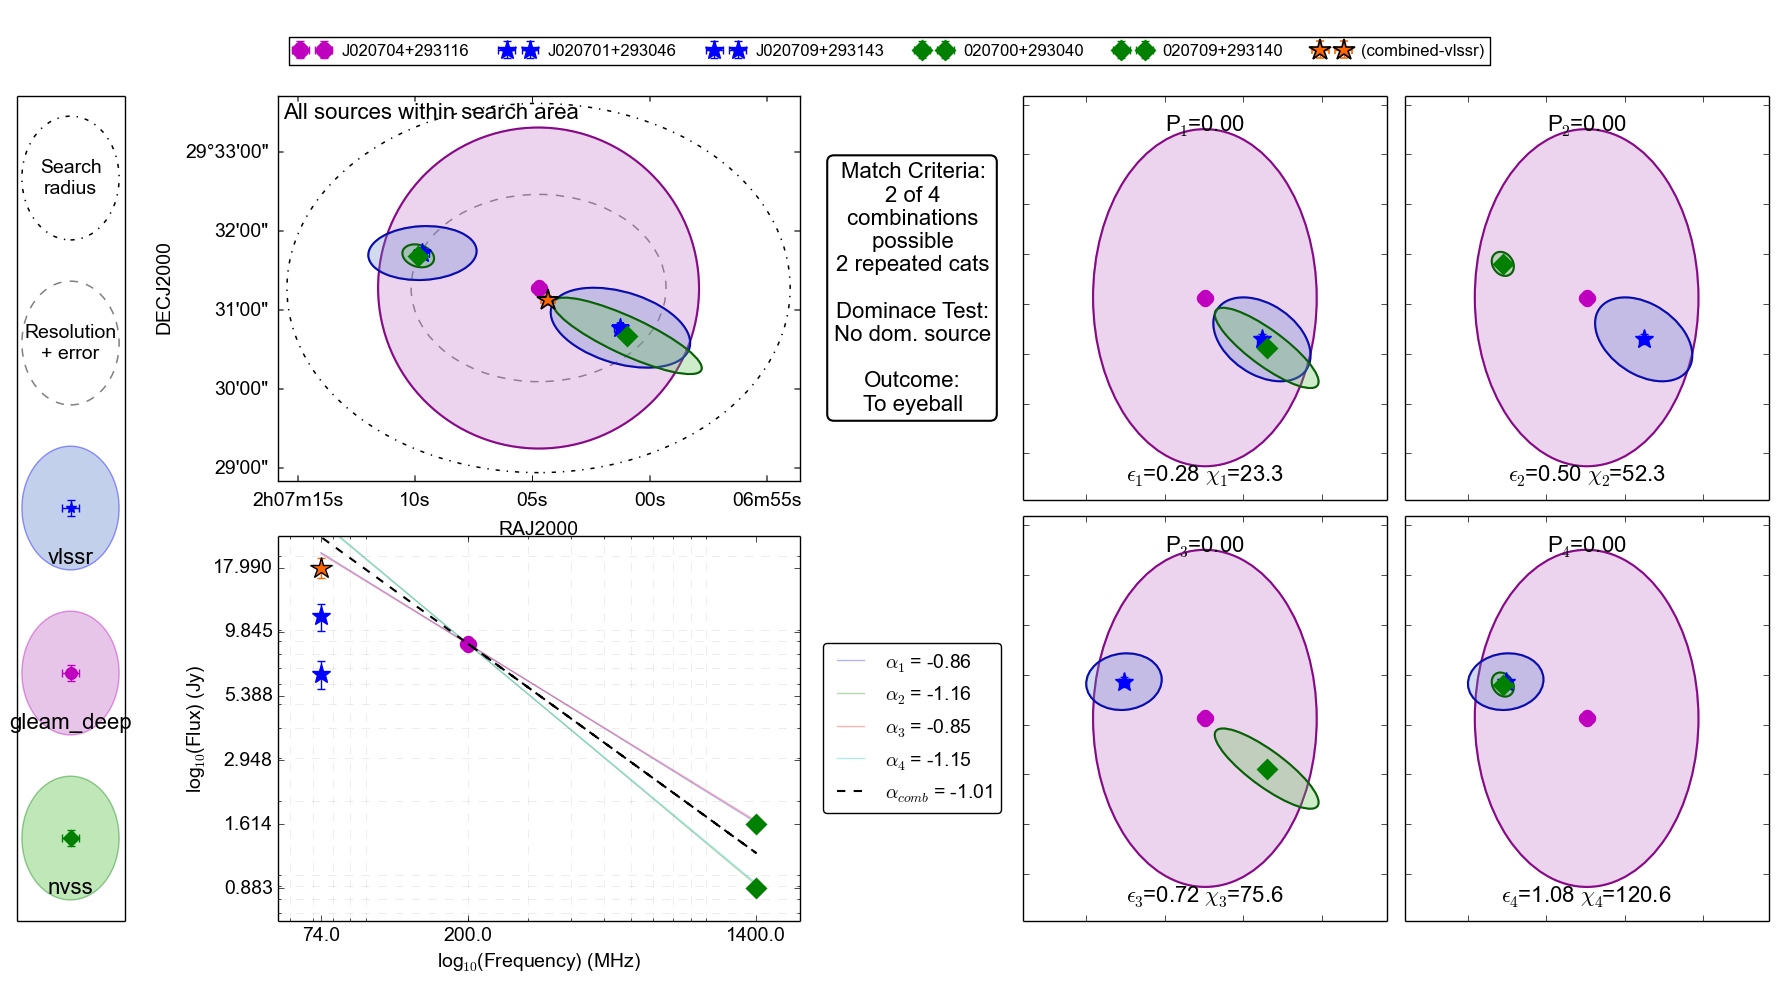 J020704+293116 J020701+293046 J020709+293143 020700+293040 020709+293140 (combined-vlssr)
Search
radius
Resolution
+ error
vlssr
gleam_deep
nvss
All sources within search area
DECJ2000
29°33'00"
32'00"
31'00"
30'00"
29'00"
2h07m15s 10s 05s 00s 06m55s
RAJ2000
Match Criteria:
2 of 4
combinations
possible
2 repeated cats
Dominace Test:
No dom. source
Outcome:
To eyeball
P1=0.00
ϵ1=0.28 χ1=23.3
P2=0.00
ϵ2=0.50 χ2=52.3
log10(Flux) (Jy)
17.990
9.845
5.388
2.948
1.614
0.883
74.0 200.0 1400.0
log10(Frequency) (MHz)
α1 = -0.86
α2 = -1.16
α3 = -0.85
α4 = -1.15
αcomb = -1.01
P3=0.00
ϵ3=0.72 χ3=75.6
P4=0.00
ϵ4=1.08 χ4=120.6